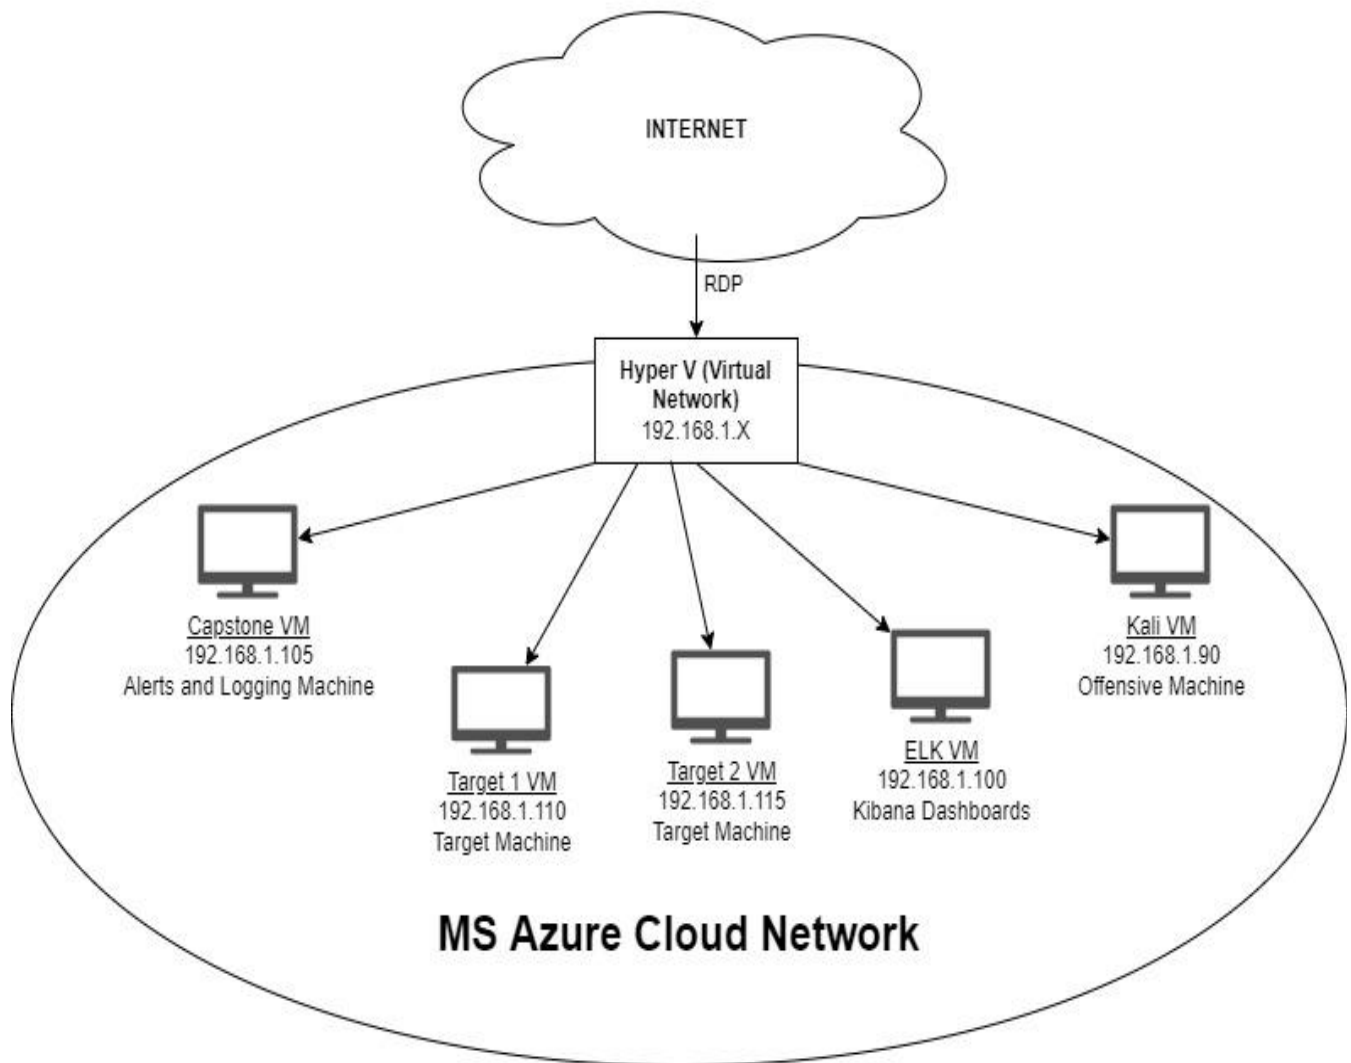 INTERNET
RDP
Hyper V (Virtual
Network)
192.168.1.X
Capstone VM
192.168.1.105
Alerts and Logging Machine
Target 1 VM
192.168.1.110
Target Machine
Target 2 VM
192.168.1.115
Target Machine
ELK VM
192.168.1.100
Kibana Dashboards
Kali VM
192.168.1.90
Offensive Machine
MS Azure Cloud Network